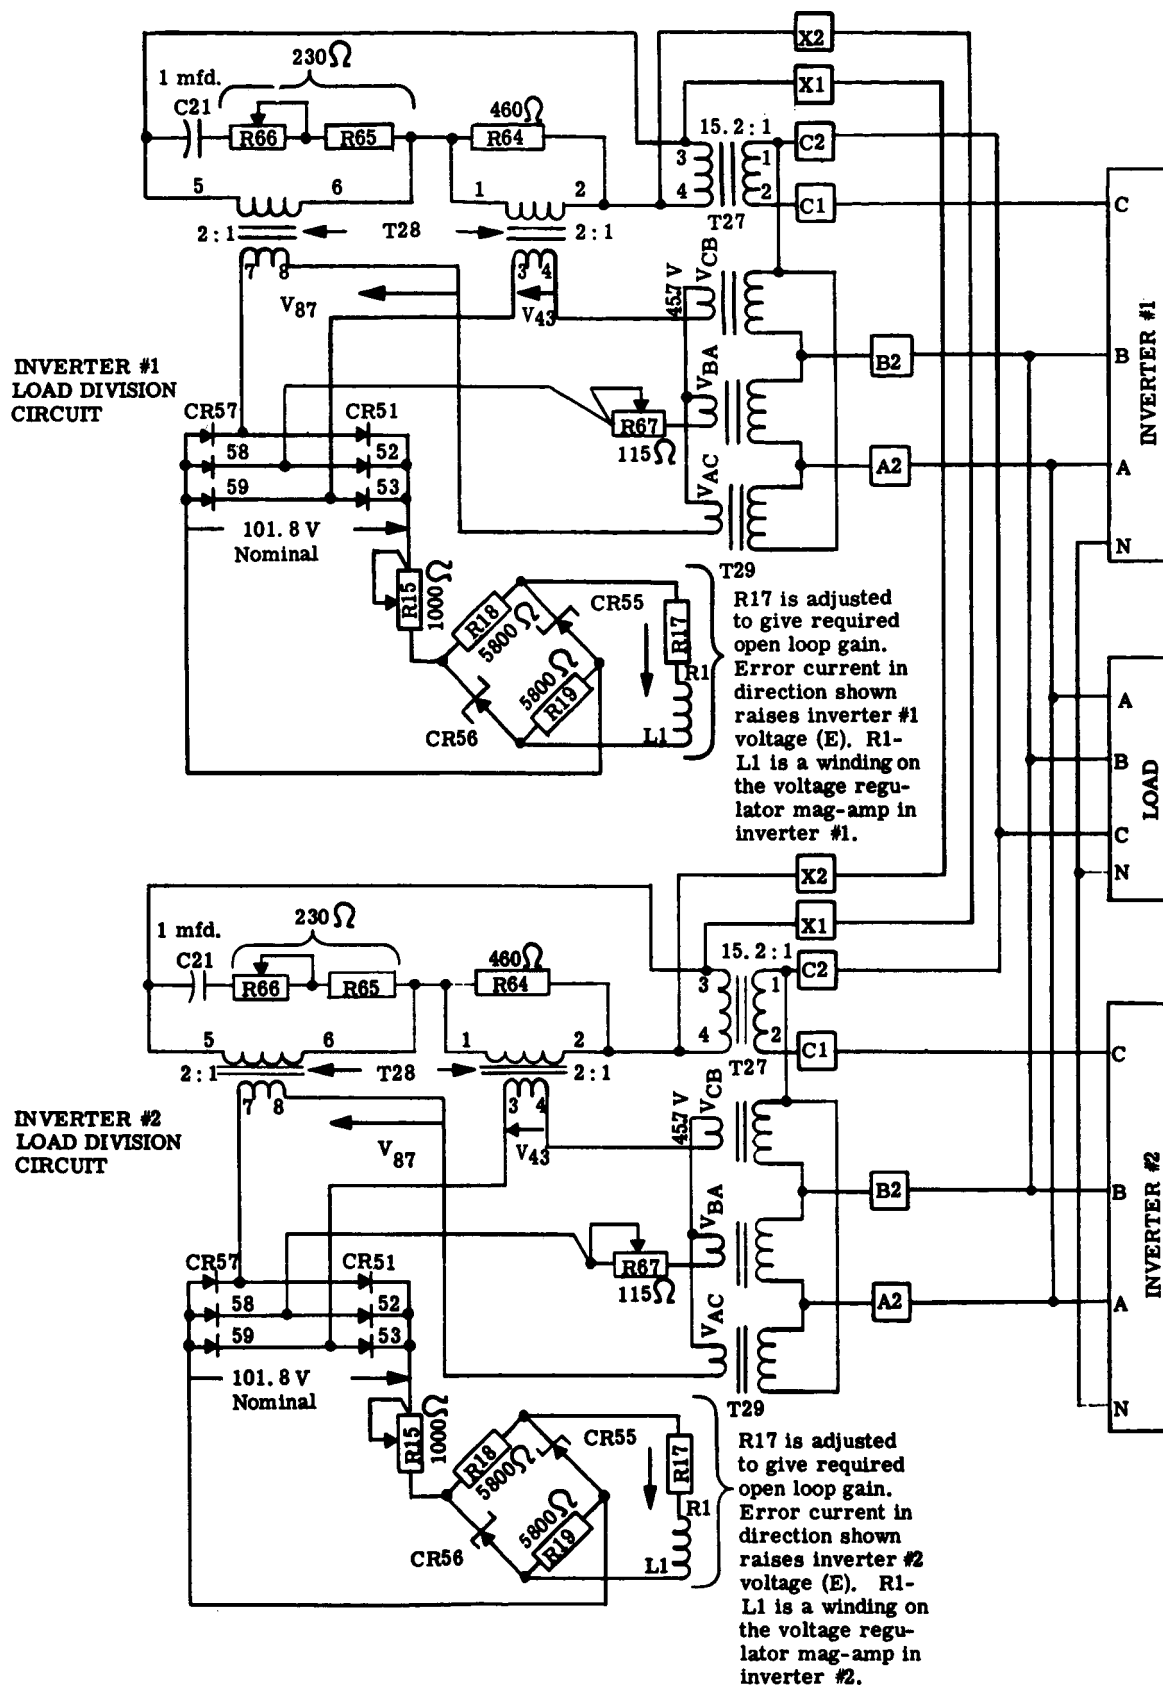 X2
230Ω
1 mfd.
X1
C21
460Ω
R66
R65
R64
15.2:1
C2
3
1
4
2
C1
C
5
6
1
2
T27
2:1
T28
2:1
7
8
3
4
V87
V43
45.7 V
VCB
INVERTER #1
LOAD DIVISION
CIRCUIT
B2
B
INVERTER #1
VBA
CR57
CR51
R67
115Ω
58
52
59
53
A2
A
VAC
101.8 V
Nominal
N
T29
R15
1000Ω
R18
5800Ω
CR55
R17
R1
5800Ω
R19
CR56
L1
R17 is adjusted
to give required
open loop gain.
Error current in
direction shown
raises inverter #1
voltage (E). R1-
L1 is a winding on
the voltage regu-
lator mag-amp in
inverter #1.
A
B
C
N
LOAD
X2
230Ω
1 mfd.
X1
C21
460Ω
R66
R65
R64
15.2:1
C2
3
1
4
2
C1
C
5
6
1
2
T27
2:1
T28
2:1
7
8
3
4
V87
V43
45.7 V
VCB
INVERTER #2
LOAD DIVISION
CIRCUIT
B2
B
INVERTER #2
VBA
CR57
CR51
R67
115Ω
58
52
59
53
A2
A
VAC
101.8 V
Nominal
N
T29
R15
1000Ω
R18
5800Ω
CR55
R17
R1
5800Ω
R19
CR56
L1
R17 is adjusted
to give required
open loop gain.
Error current in
direction shown
raises inverter #2
voltage (E). R1-
L1 is a winding on
the voltage regu-
lator mag-amp in
inverter #2.